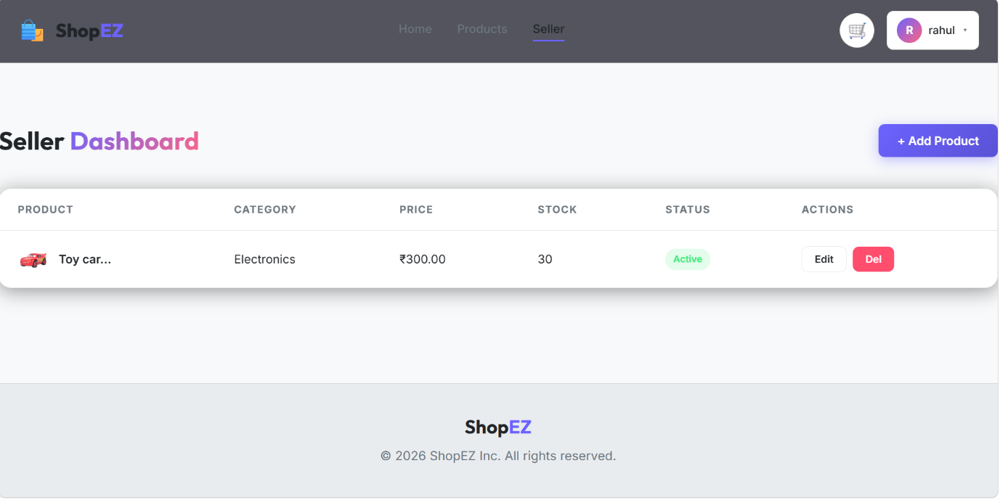 ShopEZ
Home Products Seller
R rahul
Seller Dashboard
+ Add Product
PRODUCT CATEGORY PRICE STOCK STATUS ACTIONS
Toy car... Electronics ₹300.00 30 Active Edit Del
ShopEZ
© 2026 ShopEZ Inc. All rights reserved.